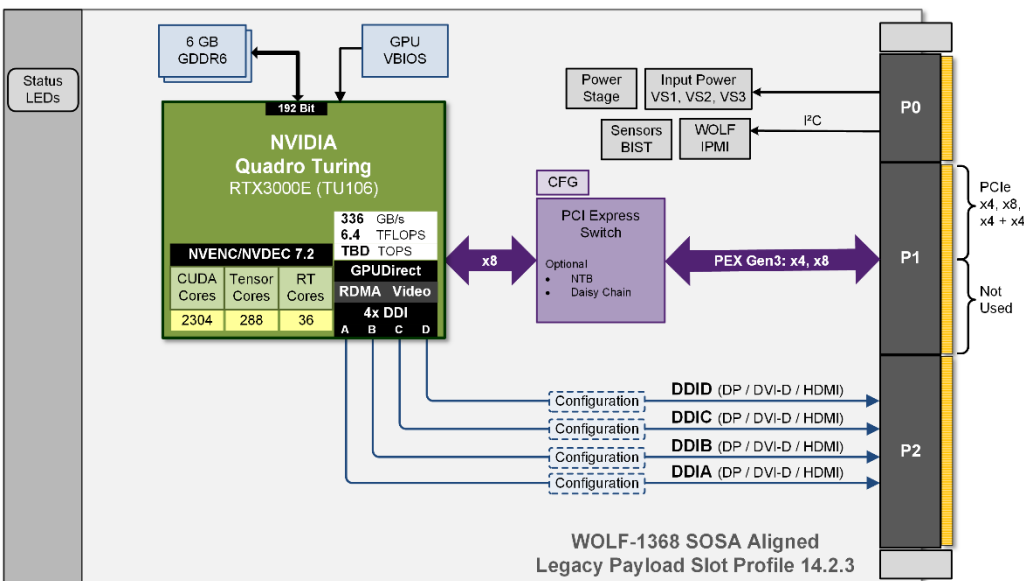 Status
LEDs
6 GB
GDDR6
GPU
VBIOS
192 Bit
NVIDIA
Quadro Turing
RTX3000E (TU106)
336 GB/s
6.4 TFLOPS
TBD TOPS
NVENC/NVDEC 7.2
GPUDirect
RDMA Video
CUDA
Cores
Tensor
Cores
RT
Cores
2304
288
36
4x DDI
A B C D
x8
CFG
PCI Express
Switch
Optional
• NTB
• Daisy Chain
PEX Gen3: x4, x8
Power
Stage
Input Power
VS1, VS2, VS3
Sensors
BIST
WOLF
IPMI
I²C
P0
P1
P2
PCIe
x4, x8,
x4 + x4
Not
Used
Configuration
DDID (DP / DVI-D / HDMI)
Configuration
DDIC (DP / DVI-D / HDMI)
Configuration
DDIB (DP / DVI-D / HDMI)
Configuration
DDIA (DP / DVI-D / HDMI)
WOLF-1368 SOSA Aligned
Legacy Payload Slot Profile 14.2.3